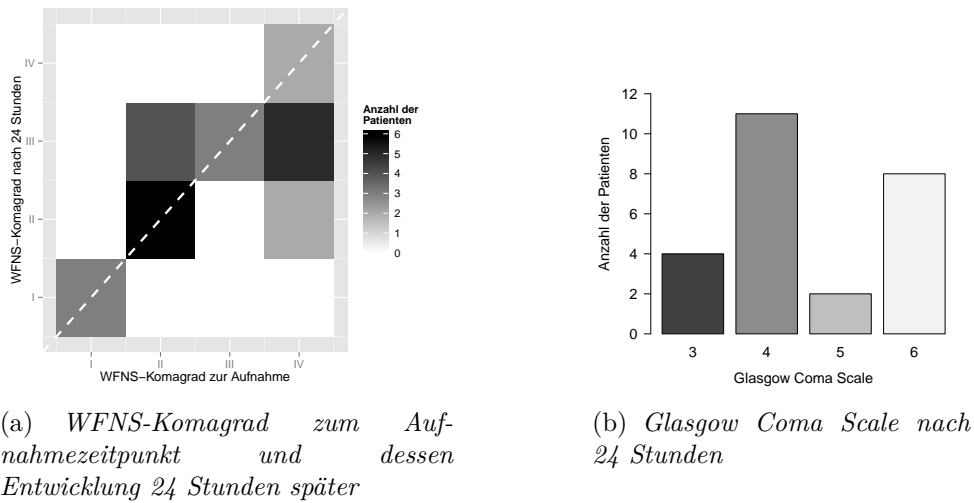 WFNS−Komagrad nach 24 Stunden
IV
III
II
I
I
II
III
IV
WFNS−Komagrad zur Aufnahme
Anzahl der
Patienten
6
5
4
3
2
1
0
Anzahl der Patienten
12
10
8
6
4
2
0
3
4
5
6
Glasgow Coma Scale
(a) WFNS-Komagrad zum Auf-
nahmezeitpunkt und dessen
Entwicklung 24 Stunden später
(b) Glasgow Coma Scale nach
24 Stunden